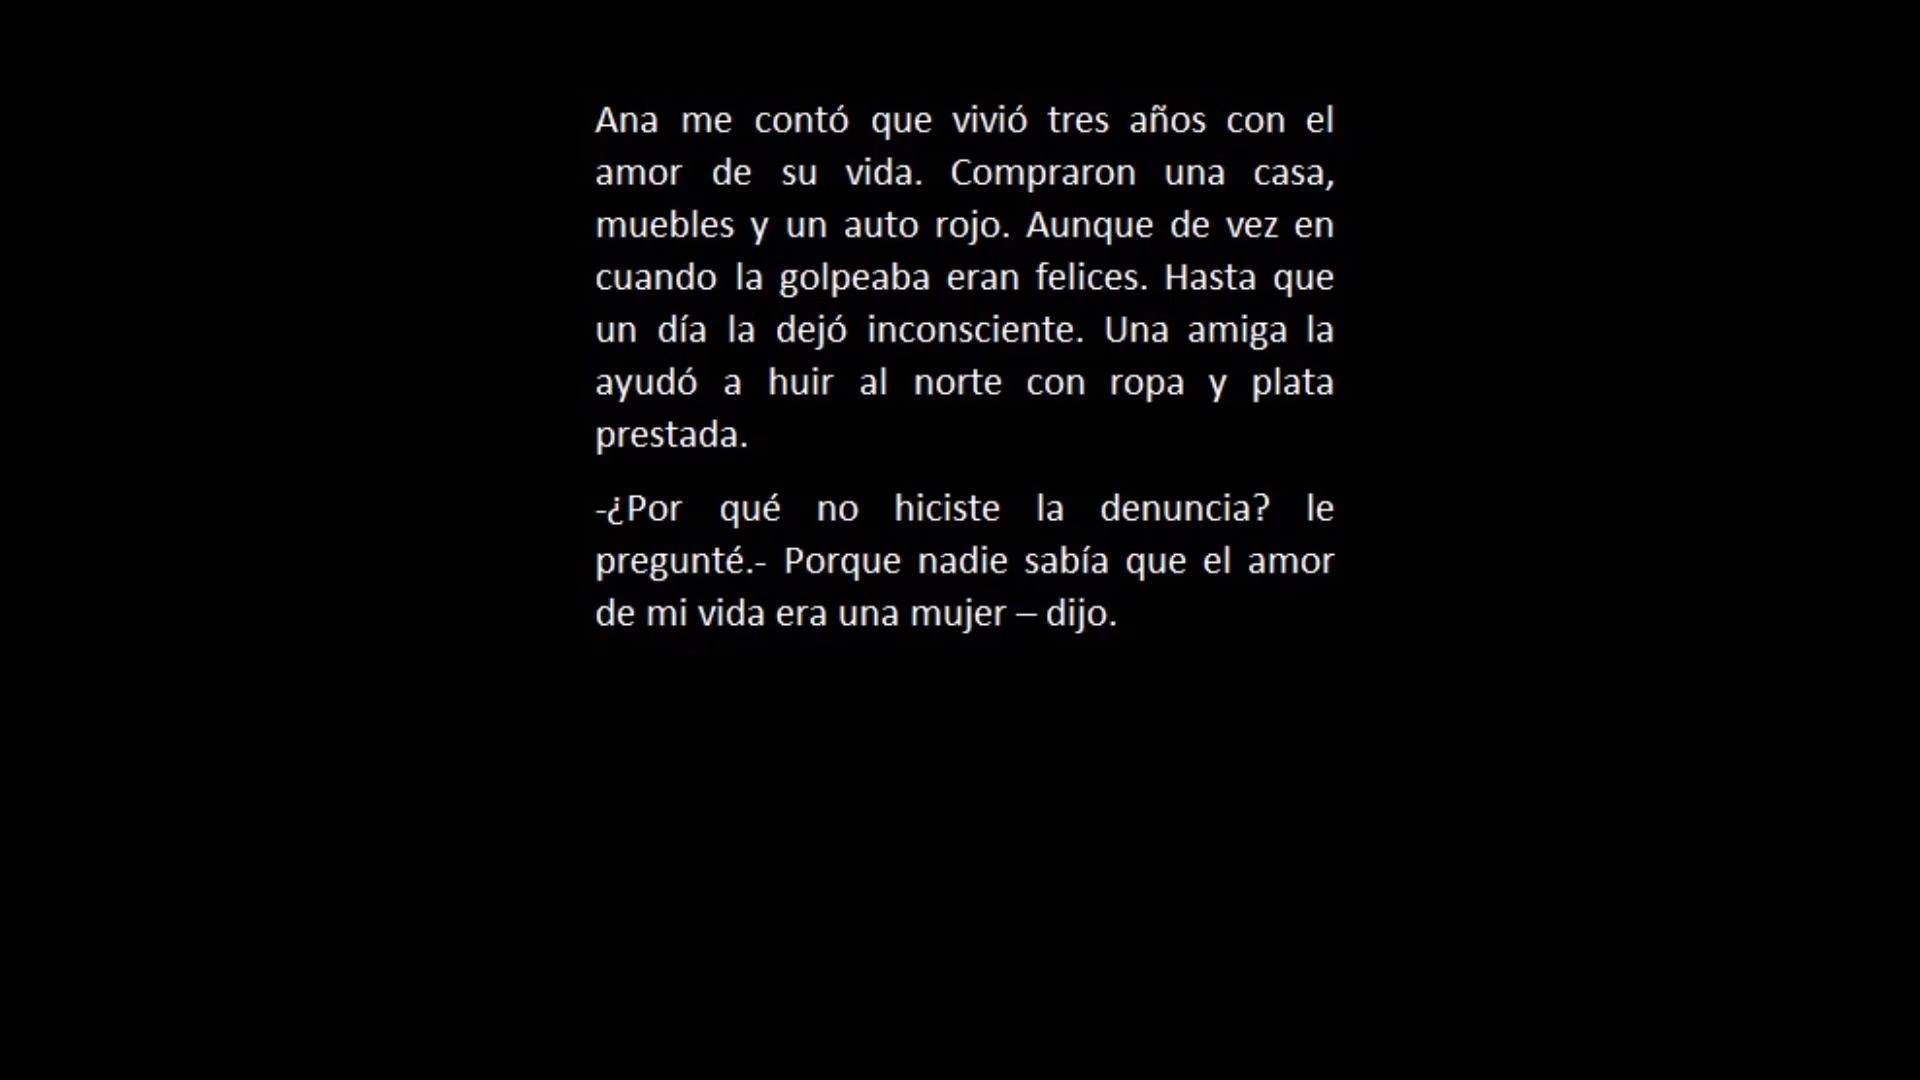 Ana me contó que vivió tres años con el
amor de su vida. Compraron una casa,
muebles y un auto rojo. Aunque de vez en
cuando la golpeaba eran felices. Hasta que
un día la dejó inconsciente. Una amiga la
ayudó a huir al norte con ropa y plata
prestada.
-¿Por qué no hiciste la denuncia? le
pregunté.- Porque nadie sabía que el amor
de mi vida era una mujer – dijo.